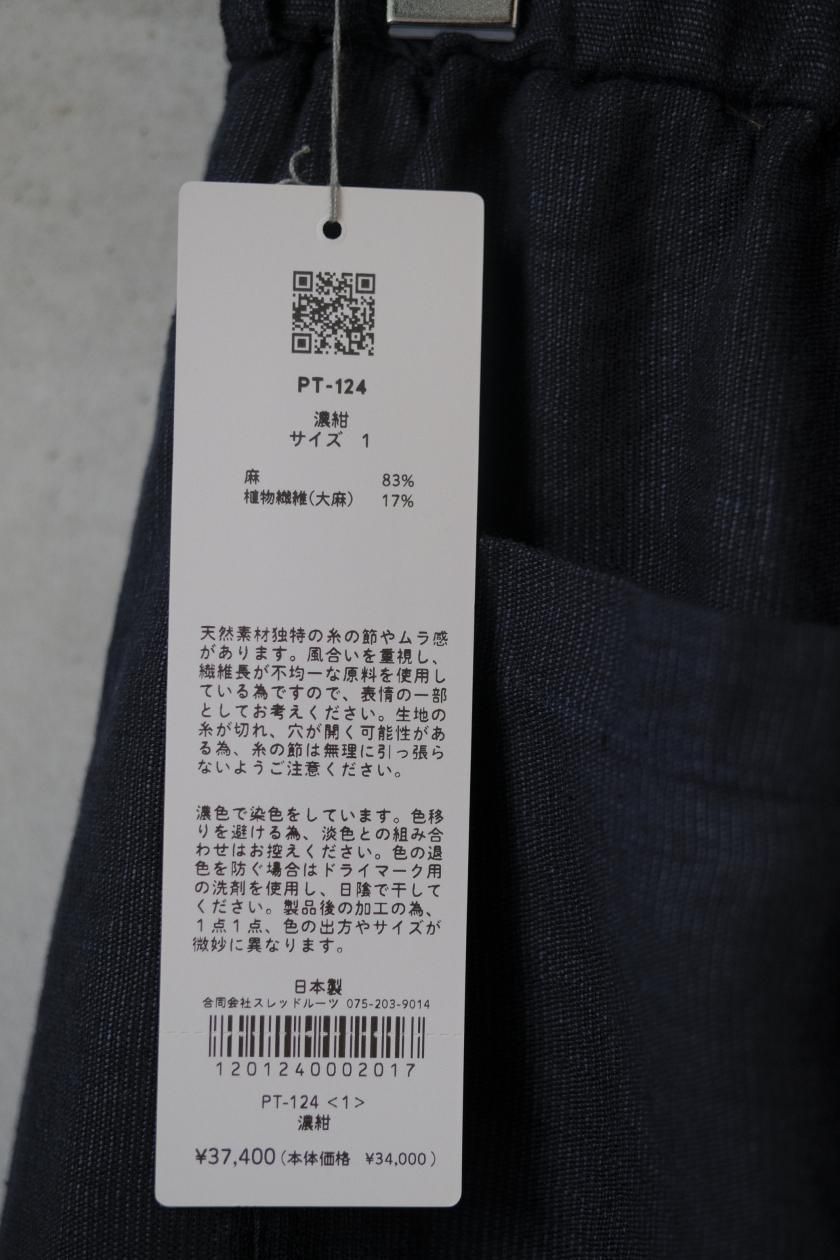 PT-124
濃紺
サイズ 1
麻 83%
植物繊維(大麻) 17%
天然素材独特の糸の節やムラ感
があります。風合いを重視し、
繊維長が不均一な原料を使用し
ている為ですので、表情の一部
としてお考えください。生地の
糸が切れ、穴が開く可能性があ
る為、糸の節は無理に引っ張ら
ないようご注意ください。
濃色で染色をしています。色移
りを避ける為、淡色との組み合
わせはお控えください。色の退
色を防ぐ場合はドライマーク用
の洗剤を使用し、日陰で干して
ください。製品後の加工の為、
1点1点、色の出方やサイズが
微妙に異なります。
日本製
合同会社スレッドルーツ 075-203-9014
1201240002017
PT-124 <1>
濃紺
¥37,400(本体価格 ¥34,000)